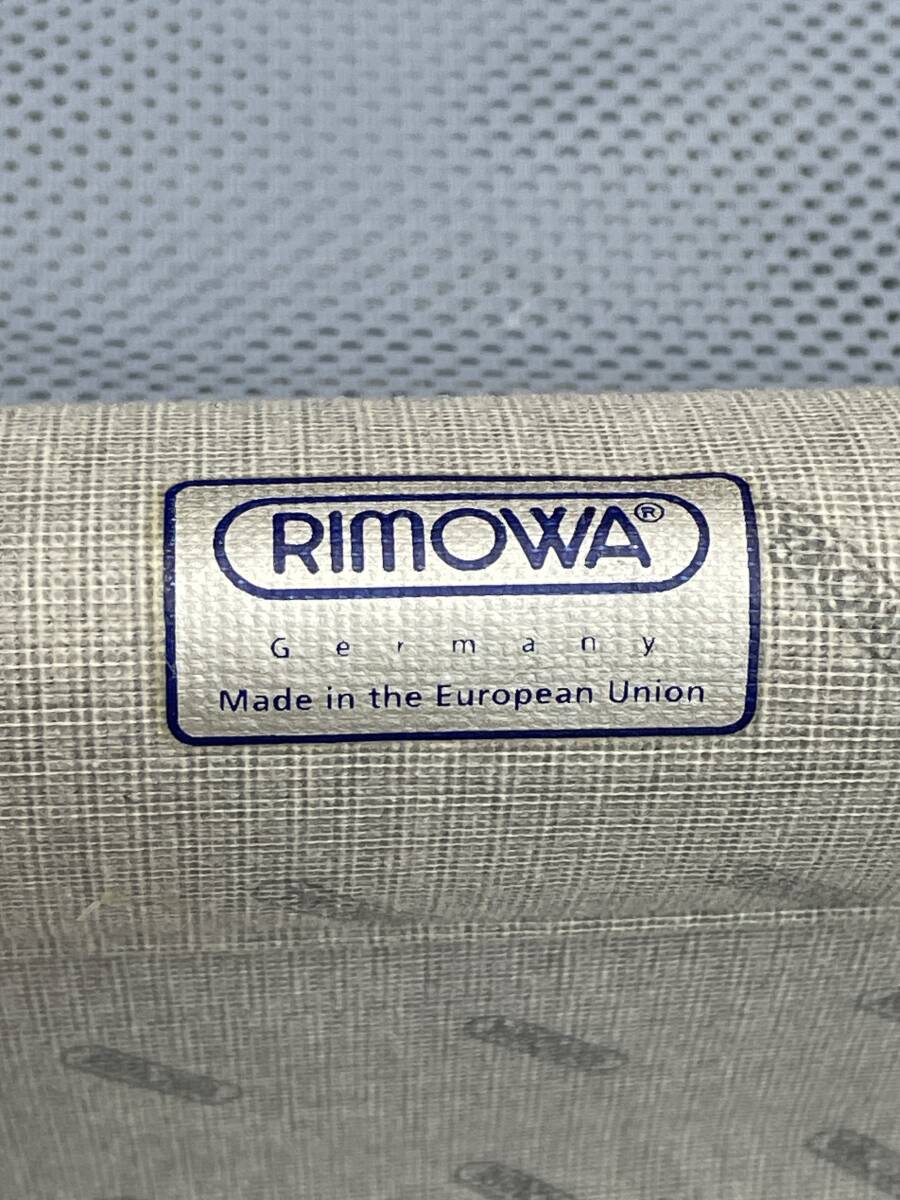 RIMOWA®
Germany
Made in the European Union